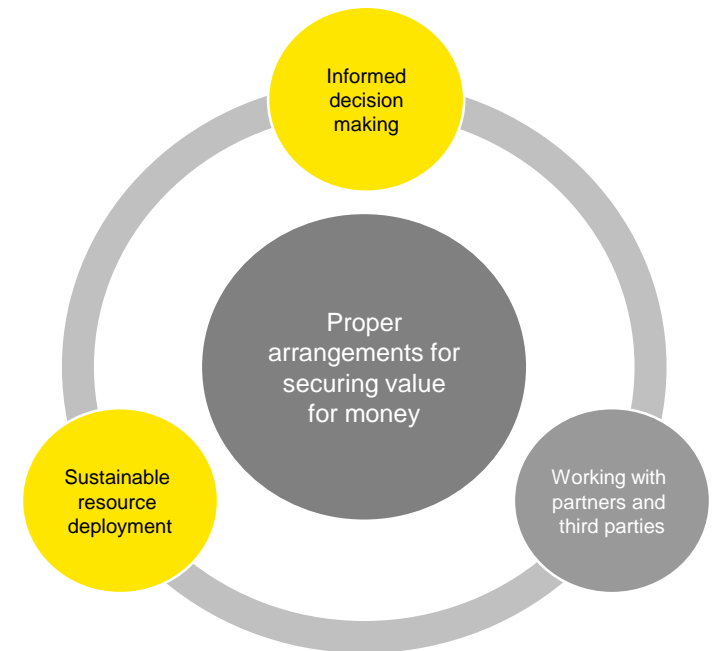 Informed
decision
making
Proper
arrangements for
securing value
for money
Sustainable
resource
deployment
Working with
partners and
third parties